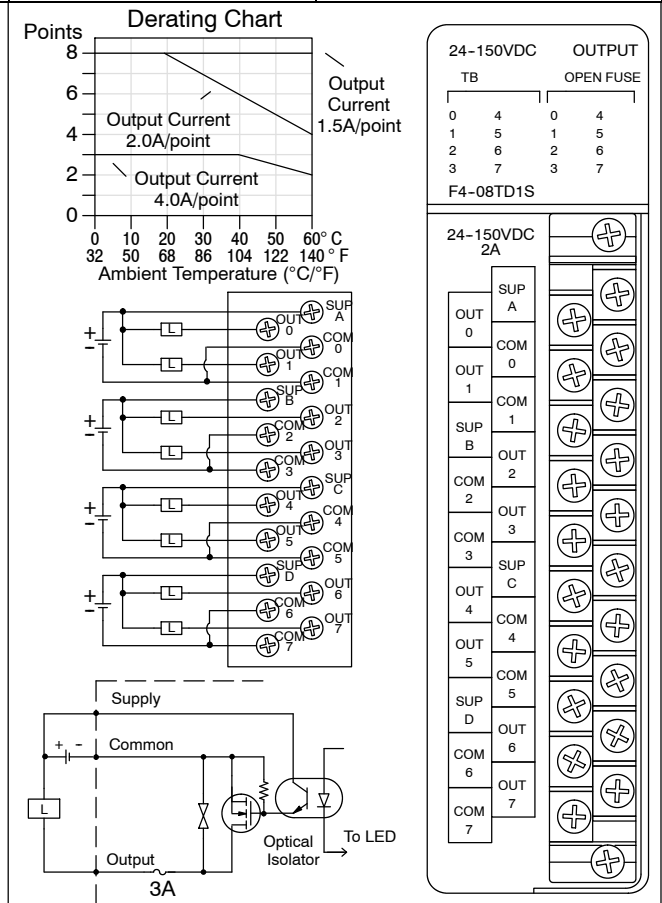 Derating Chart
Points
8
6
4
2
0
Output Current
2.0A/point
Output
Current
1.5A/point
Output Current
4.0A/point
0 10 20 30 40 50 60°C
32 50 68 86 104 122 140°F
Ambient Temperature (°C/°F)
+
-
L
L
SUP
A
OUT
0
COM
0
OUT
1
COM
1
+
-
L
L
SUP
B
OUT
2
COM
2
OUT
3
COM
3
+
-
L
L
SUP
C
OUT
4
COM
4
OUT
5
COM
5
+
-
L
L
SUP
D
OUT
6
COM
6
OUT
7
COM
7
Supply
+ - Common
L
Optical
Isolator
To LED
Output
3A
24-150VDC OUTPUT
TB OPEN FUSE
0 4 0 4
1 5 1 5
2 6 2 6
3 7 3 7
F4-08TD1S
24-150VDC
2A
SUP
A
OUT
0
COM
0
OUT
1
COM
1
SUP
B
OUT
2
COM
2
OUT
3
COM
3
SUP
C
OUT
4
COM
4
OUT
5
COM
5
SUP
D
OUT
6
COM
6
OUT
7
COM
7